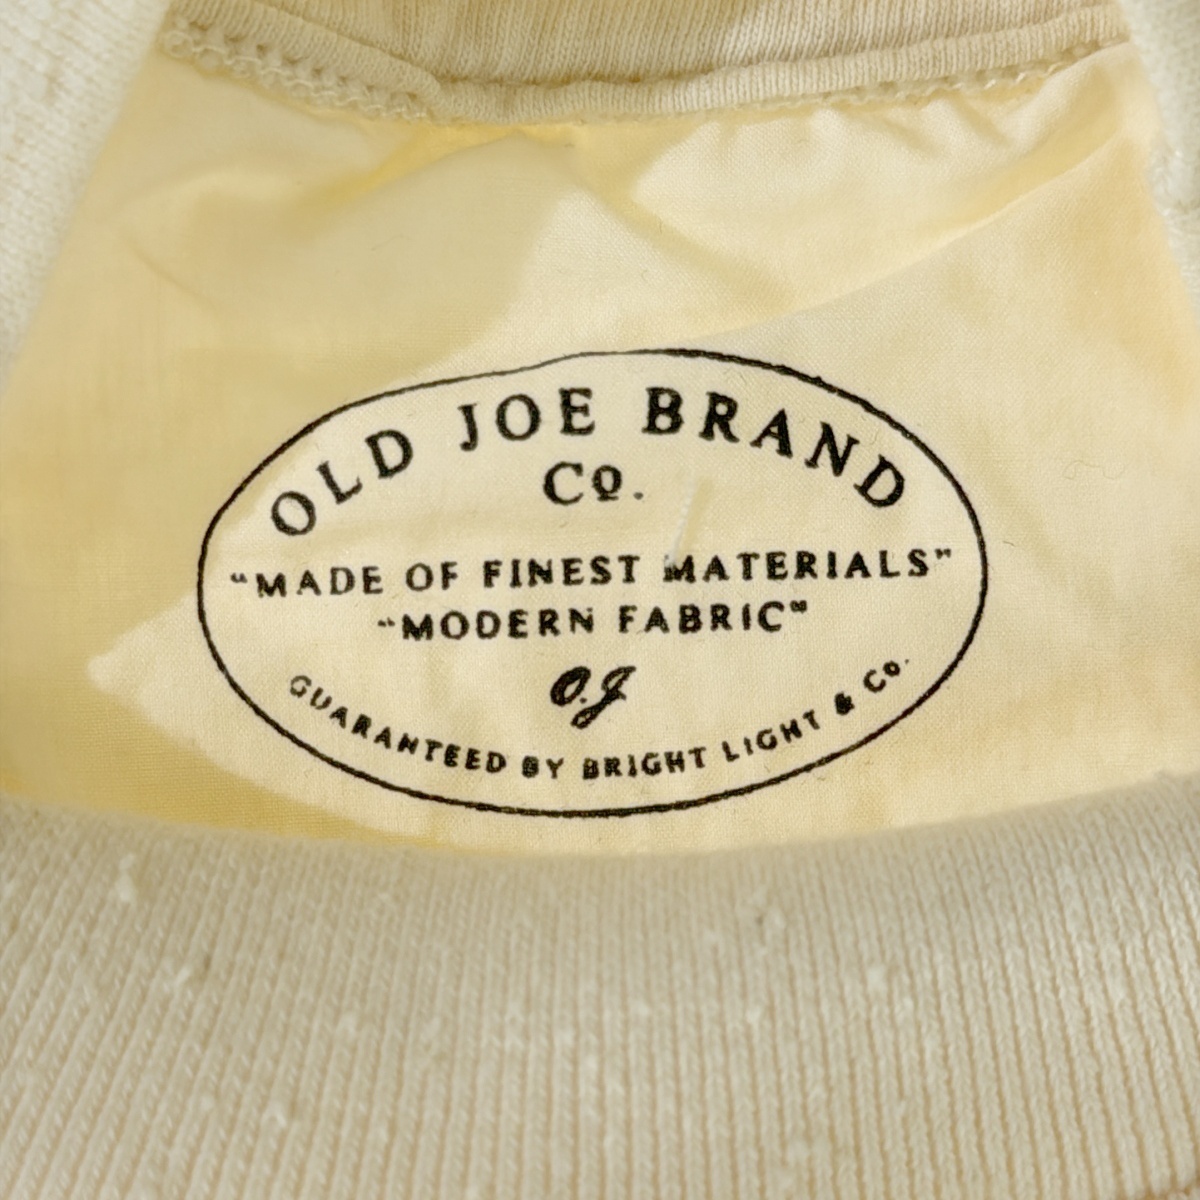 OLD JOE BRAND
Co.
“MADE OF FINEST MATERIALS”
“MODERN FABRIC“
O.J
GUARANTEED BY BRIGHT LIGHT & Co.